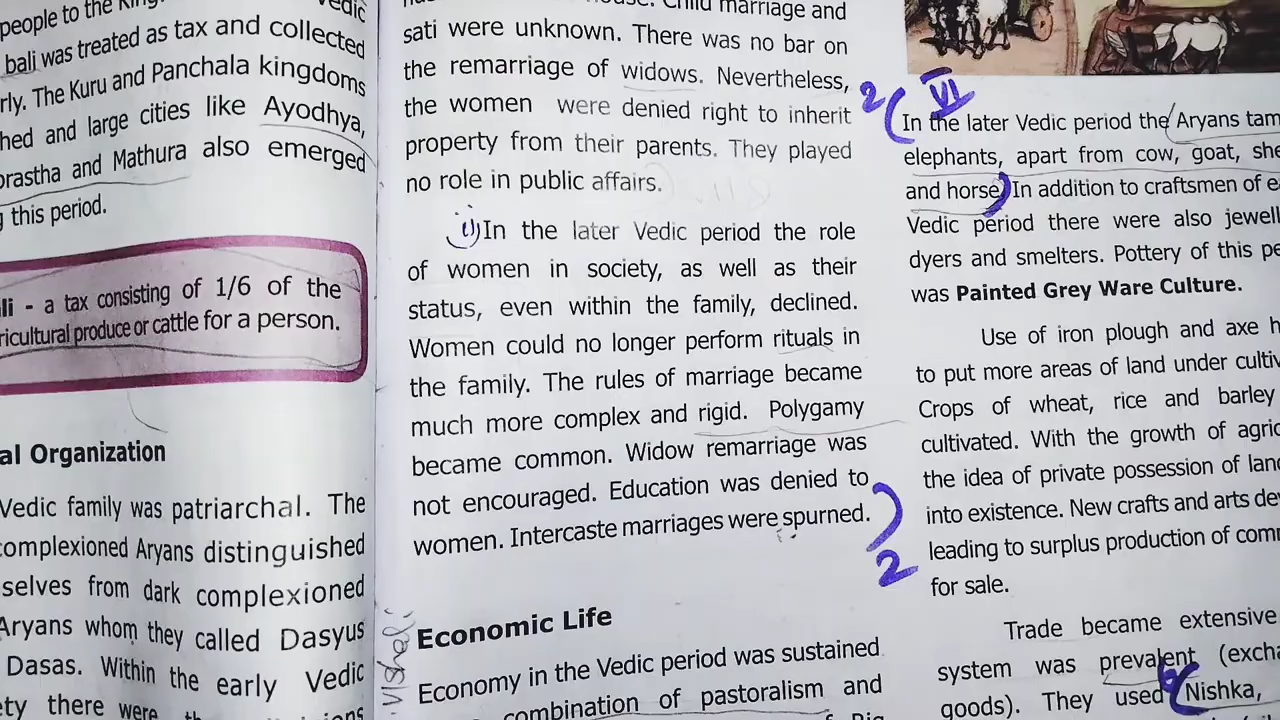 people to the King
Vedic
bali was treated as tax and collected
rly. The Kuru and Panchala kingdoms
hed and large cities like Ayodhya,
prastha and Mathura also emerged
g this period.
li - a tax consisting of 1/6 of the
ricultural produce or cattle for a person.
al Organization
Vedic family was patriarchal. The
complexioned Aryans distinguished
selves from dark complexioned
Aryans whom they called Dasyus
Dasas. Within the early Vedic
ety there were
Child marriage and
sati were unknown. There was no bar on
the remarriage of widows. Nevertheless,
the women were denied right to inherit
property from their parents. They played
no role in public affairs.
i) In the later Vedic period the role
of women in society, as well as their
status, even within the family, declined.
Women could no longer perform rituals in
the family. The rules of marriage became
much more complex and rigid. Polygamy
became common. Widow remarriage was
not encouraged. Education was denied to
women. Intercaste marriages were spurned.
2
Economic Life
Economy in the Vedic period was sustained
combination of pastoralism and
2 VI
In the later Vedic period the Aryans tam
elephants, apart from cow, goat, she
and horse. In addition to craftsmen of e
Vedic period there were also jewell
dyers and smelters. Pottery of this pe
was Painted Grey Ware Culture.
Use of iron plough and axe h
to put more areas of land under cultiv
Crops of wheat, rice and barley
cultivated. With the growth of agric
the idea of private possession of lan
into existence. New crafts and arts de
leading to surplus production of com
for sale.
Trade became extensive
system was prevalent (excha
goods). They used Nishka,